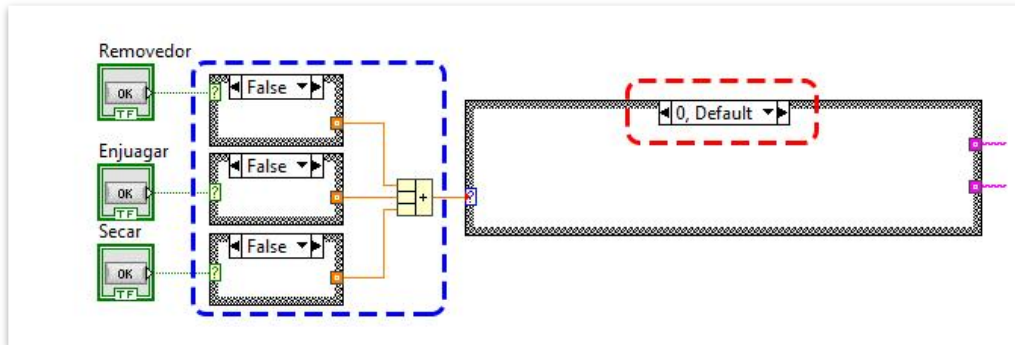 Removedor
OK
TF
False
0, Default
Enjuagar
OK
TF
False
+
?
Secar
OK
TF
False